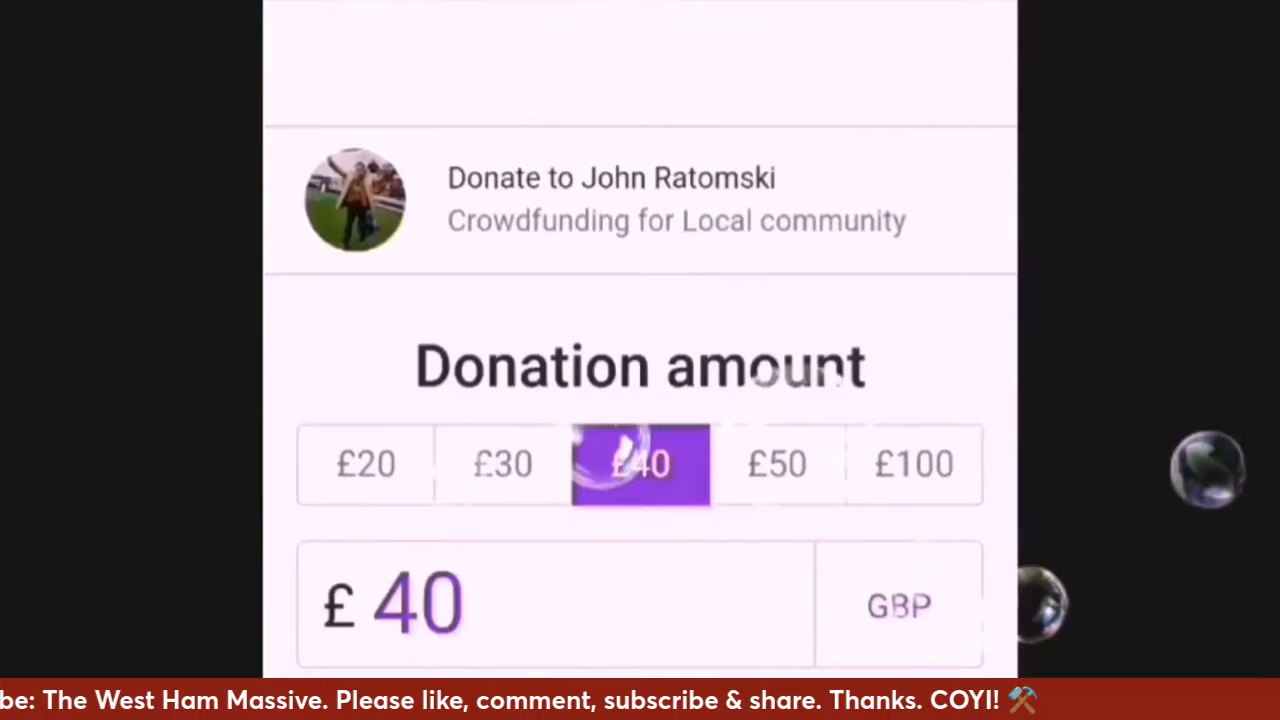 Donate to John Ratomski
Crowdfunding for Local community
Donation amount
£20 £30 £40 £50 £100
£ 40 GBP
be: The West Ham Massive. Please like, comment, subscribe & share. Thanks. COYI! ⚒️